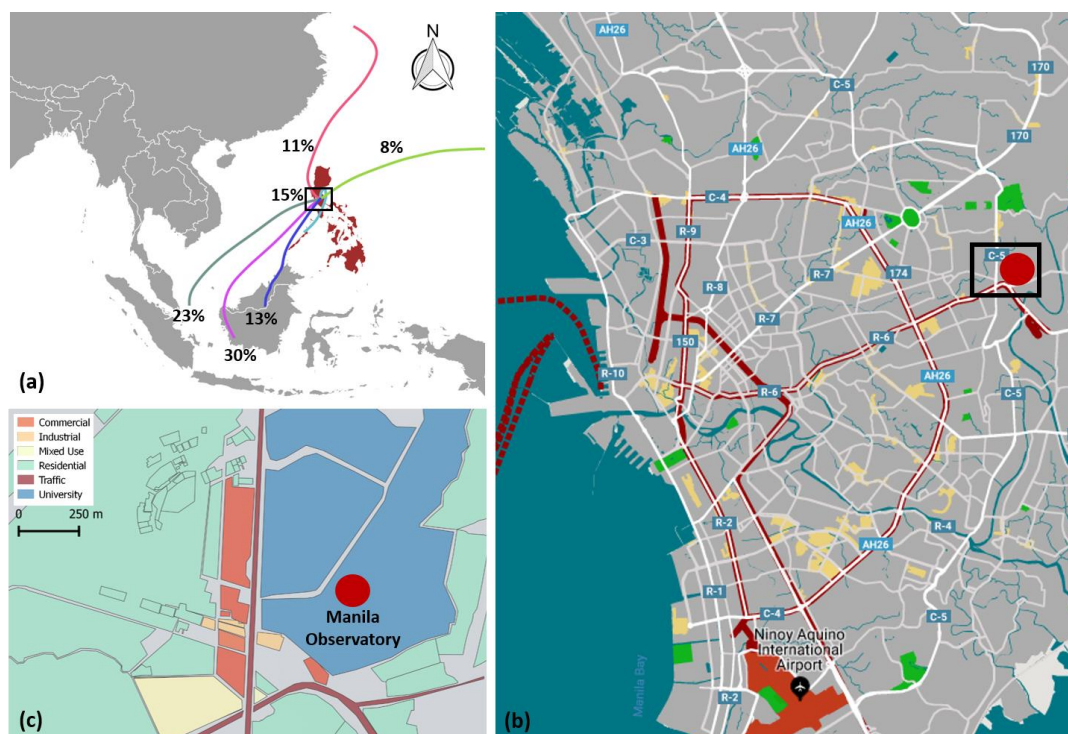 N
11%
8%
15%
23%
13%
30%
(a)
Commercial
Industrial
Mixed Use
Residential
Traffic
University
0 250 m
Manila
Observatory
(c)
AH26
C-5
170
AH26
170
C-4
C-3
R-9
AH26
C-5
R-8
R-7
174
R-7
150
R-6
R-10
R-6
AH26
C-5
R-2
R-4
AH26
R-1
C-4
C-5
Ninoy Aquino
International
Airport
R-2
Manila Bay
(b)